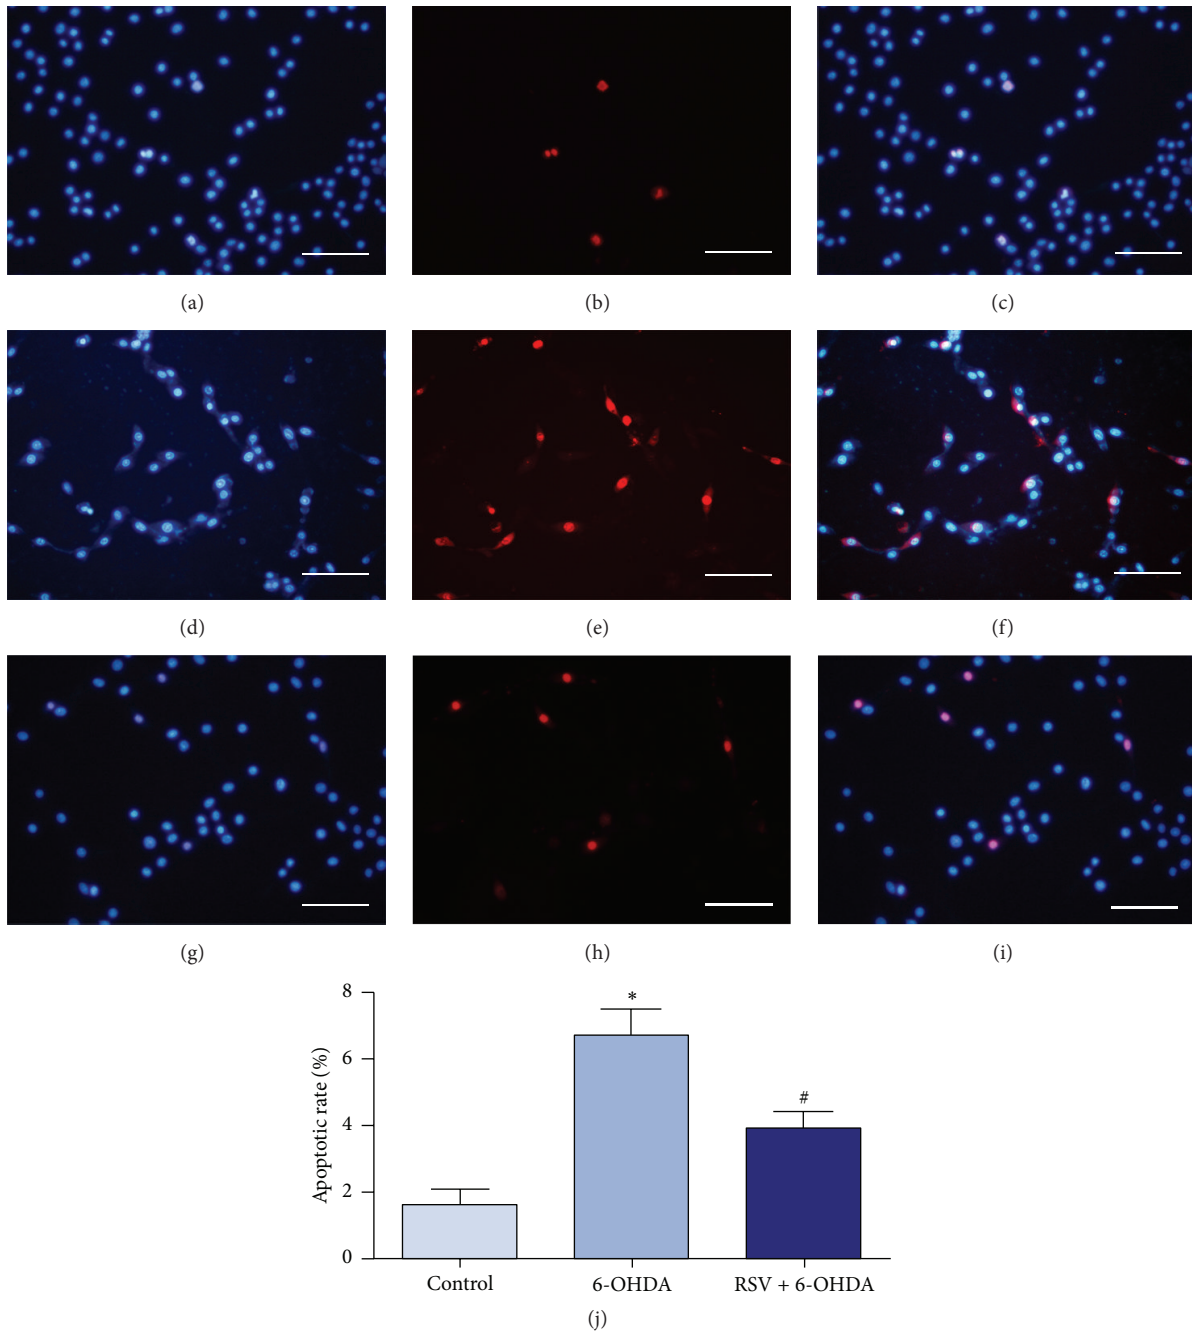 (a)
(b)
(c)
(d)
(e)
(f)
(g)
(h)
(i)
8
6
4
2
0
Apoptotic rate (%)
*
#
Control
6-OHDA
RSV + 6-OHDA
(j)